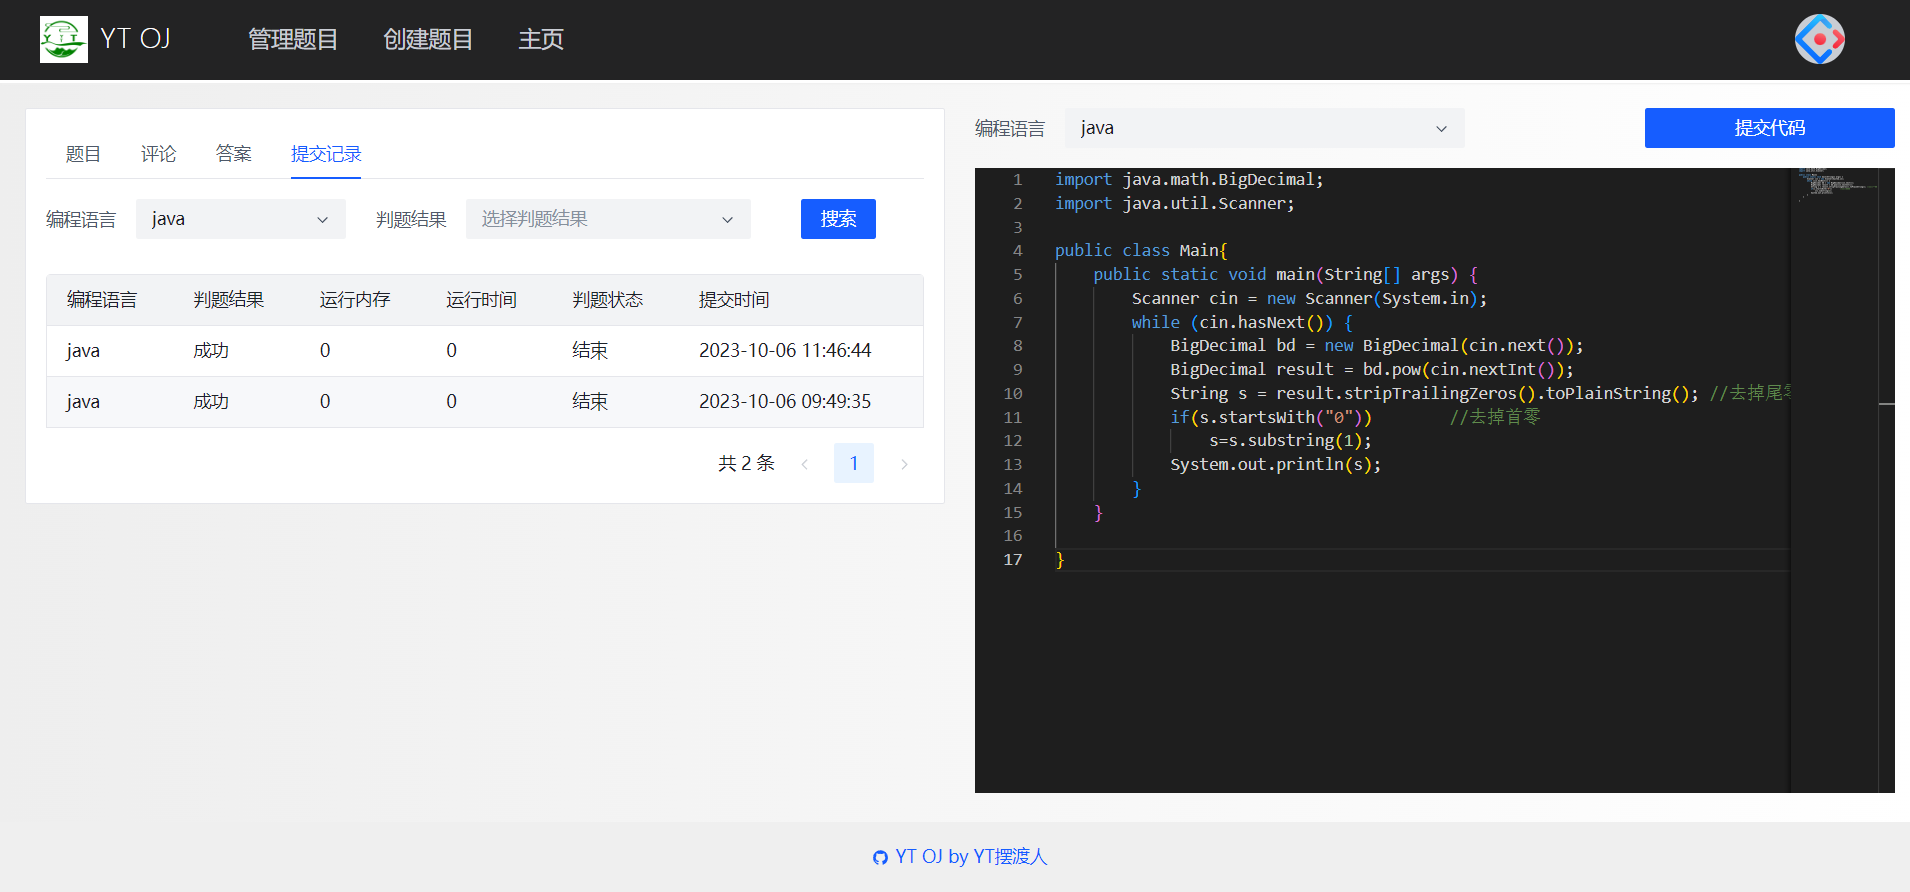 YT OJ 管理题目 创建题目 主页
题目 评论 答案 提交记录
编程语言 java 判题结果 选择判题结果 搜索
编程语言 判题结果 运行内存 运行时间 判题状态 提交时间
java 成功 0 0 结束 2023-10-06 11:46:44
java 成功 0 0 结束 2023-10-06 09:49:35
共 2 条 1
编程语言 java 提交代码
1 import java.math.BigDecimal;
2 import java.util.Scanner;
3
4 public class Main{
5 public static void main(String[] args) {
6 Scanner cin = new Scanner(System.in);
7 while (cin.hasNext()) {
8 BigDecimal bd = new BigDecimal(cin.next());
9 BigDecimal result = bd.pow(cin.nextInt());
10 String s = result.stripTrailingZeros().toPlainString(); //去掉尾零
11 if(s.startsWith("0")) //去掉首零
12 s=s.substring(1);
13 System.out.println(s);
14 }
15 }
16
17 }
YT OJ by YT摆渡人